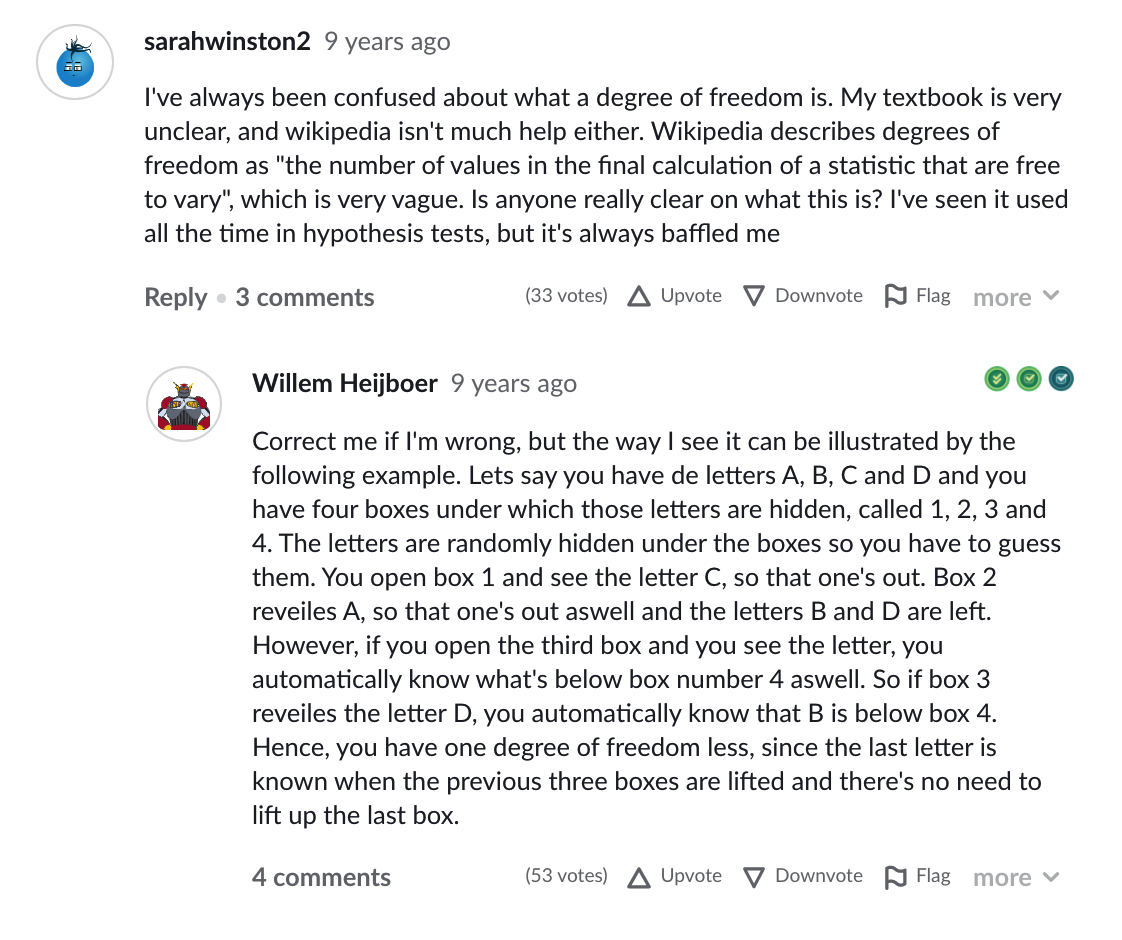 sarahwinston2 9 years ago
I've always been confused about what a degree of freedom is. My textbook is very
unclear, and wikipedia isn't much help either. Wikipedia describes degrees of
freedom as "the number of values in the final calculation of a statistic that are free
to vary", which is very vague. Is anyone really clear on what this is? I've seen it used
all the time in hypothesis tests, but it's always baffled me
Reply • 3 comments (33 votes) Upvote Downvote Flag more
Willem Heijboer 9 years ago
Correct me if I'm wrong, but the way I see it can be illustrated by the
following example. Lets say you have de letters A, B, C and D and you
have four boxes under which those letters are hidden, called 1, 2, 3 and
4. The letters are randomly hidden under the boxes so you have to guess
them. You open box 1 and see the letter C, so that one's out. Box 2
reveiles A, so that one's out aswell and the letters B and D are left.
However, if you open the third box and you see the letter, you
automatically know what's below box number 4 aswell. So if box 3
reveiles the letter D, you automatically know that B is below box 4.
Hence, you have one degree of freedom less, since the last letter is
known when the previous three boxes are lifted and there's no need to
lift up the last box.
4 comments (53 votes) Upvote Downvote Flag more